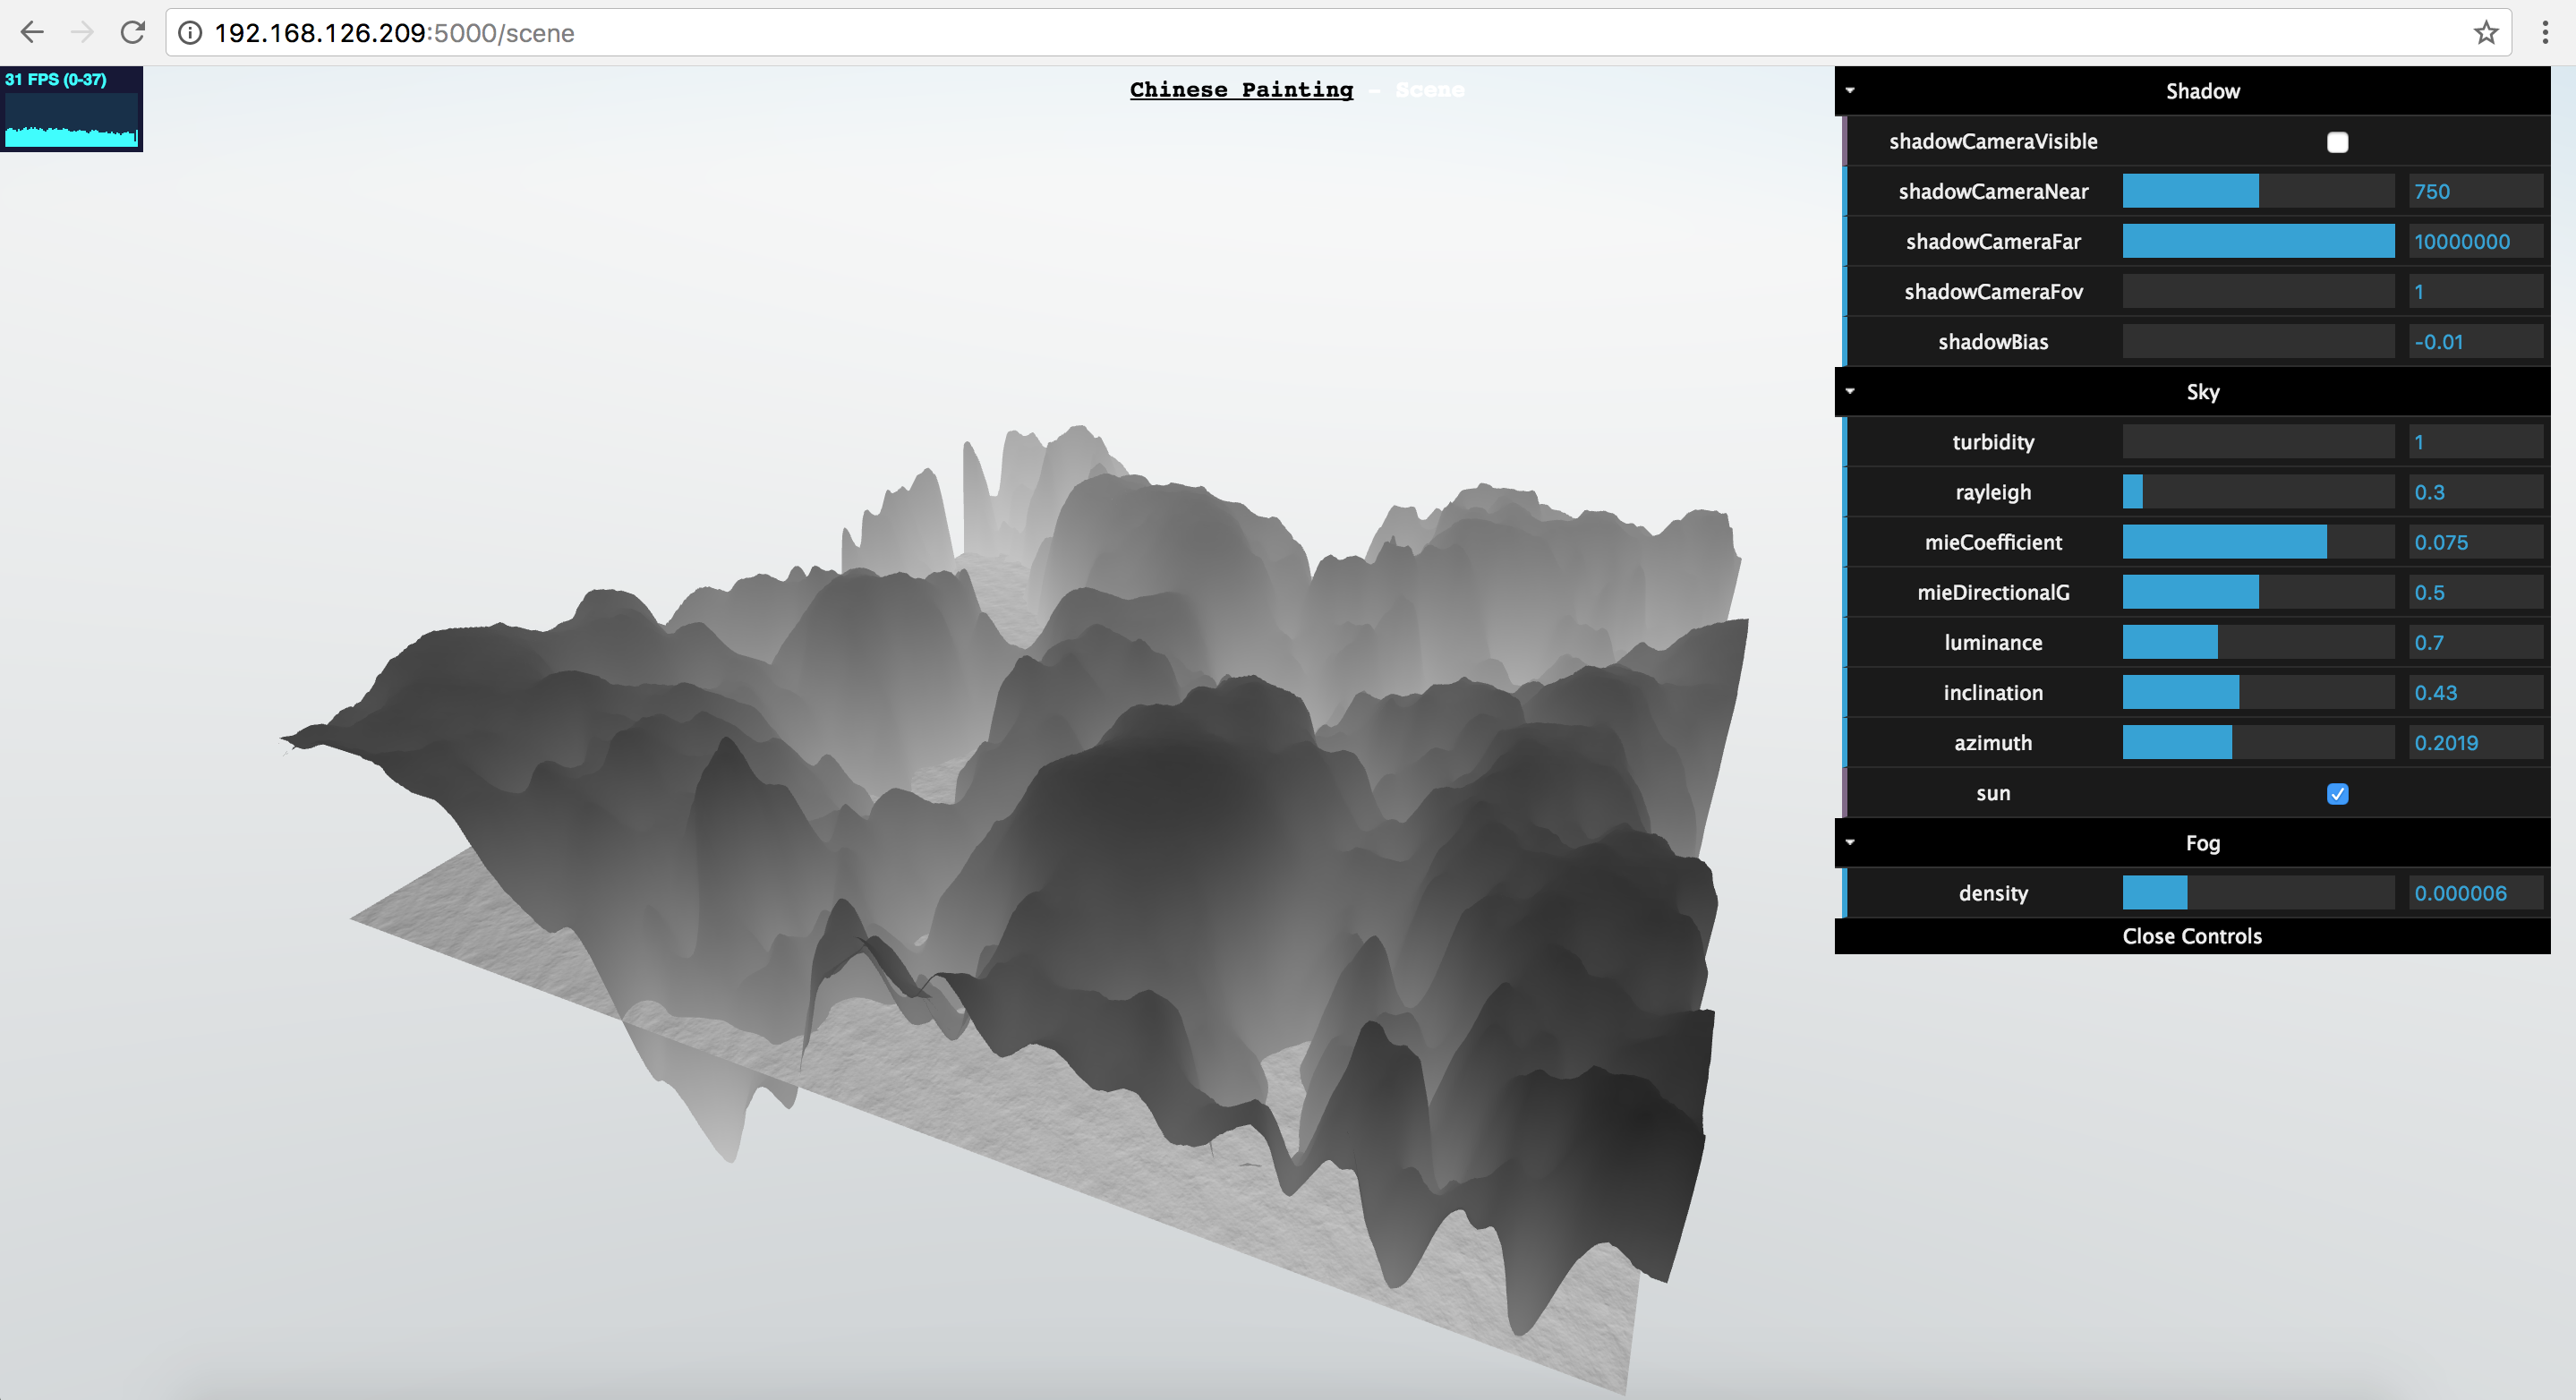 192.168.126.209:5000/scene
31 FPS (0-37)
Chinese Painting - Scene
Shadow
shadowCameraVisible
shadowCameraNear 750
shadowCameraFar 10000000
shadowCameraFov 1
shadowBias -0.01
Sky
turbidity 1
rayleigh 0.3
mieCoefficient 0.075
mieDirectionalG 0.5
luminance 0.7
inclination 0.43
azimuth 0.2019
sun
Fog
density 0.000006
Close Controls